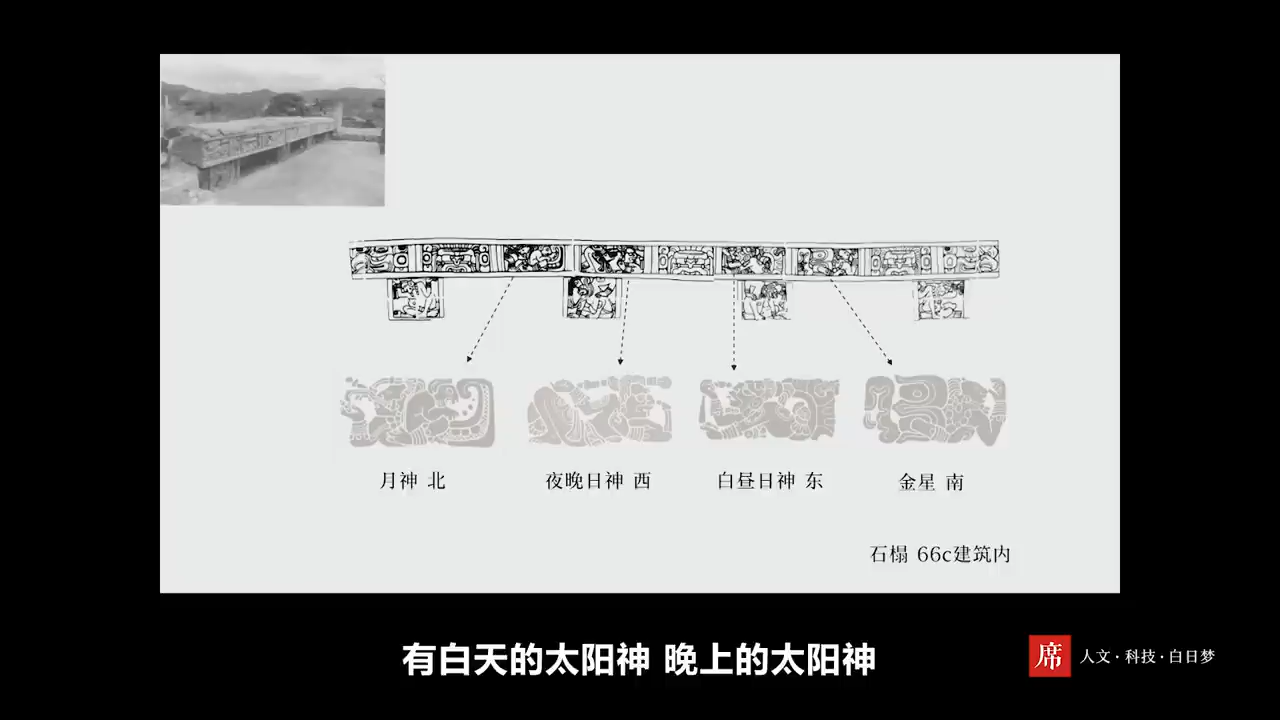 月神 北
夜晚日神 西
白昼日神 东
金星 南
石榻 66c建筑内
有白天的太阳神 晚上的太阳神
席
人文·科技·白日梦